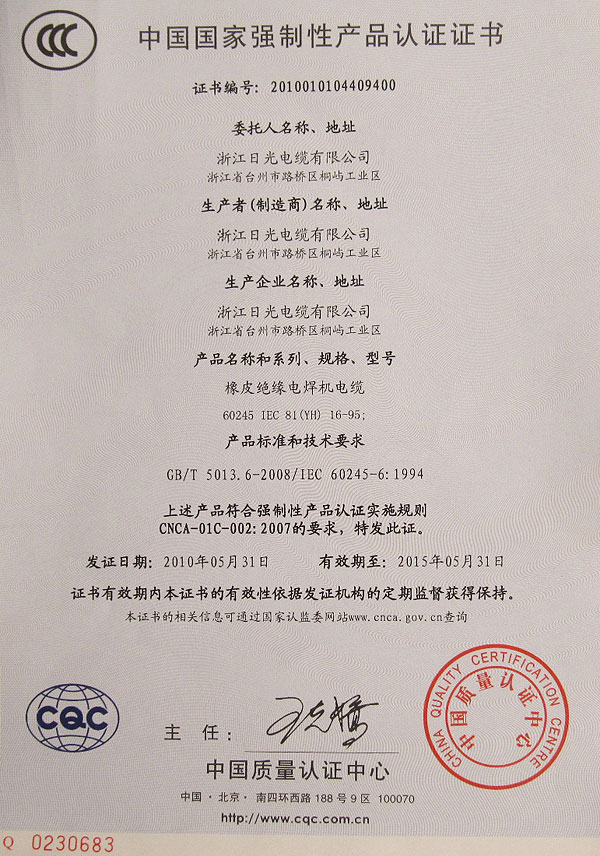 CCC
中国国家强制性产品认证证书
证书编号：2010010104409400
委托人名称、地址
浙江日光电缆有限公司
浙江省台州市路桥区桐屿工业区
生产者(制造商)名称、地址
浙江日光电缆有限公司
浙江省台州市路桥区桐屿工业区
生产企业名称、地址
浙江日光电缆有限公司
浙江省台州市路桥区桐屿工业区
产品名称和系列、规格、型号
橡皮绝缘电焊机电缆
60245 IEC 81(YH) 16-95;
产品标准和技术要求
GB/T 5013.6-2008/IEC 60245-6:1994
上述产品符合强制性产品认证实施规则
CNCA-01C-002:2007的要求，特发此证。
发证日期：2010年05月31日 有效期至：2015年05月31日
证书有效期内本证书的有效性依据发证机构的定期监督获得保持。
本证书的相关信息可通过国家认监委网站www.cnca.gov.cn查询
CQC
主 任：
CHINA QUALITY CERTIFICATION CENTRE
中国质量认证中心
中国质量认证中心
中国·北京·南四环西路188号9区 100070
http://www.cqc.com.cn
Q 0230683